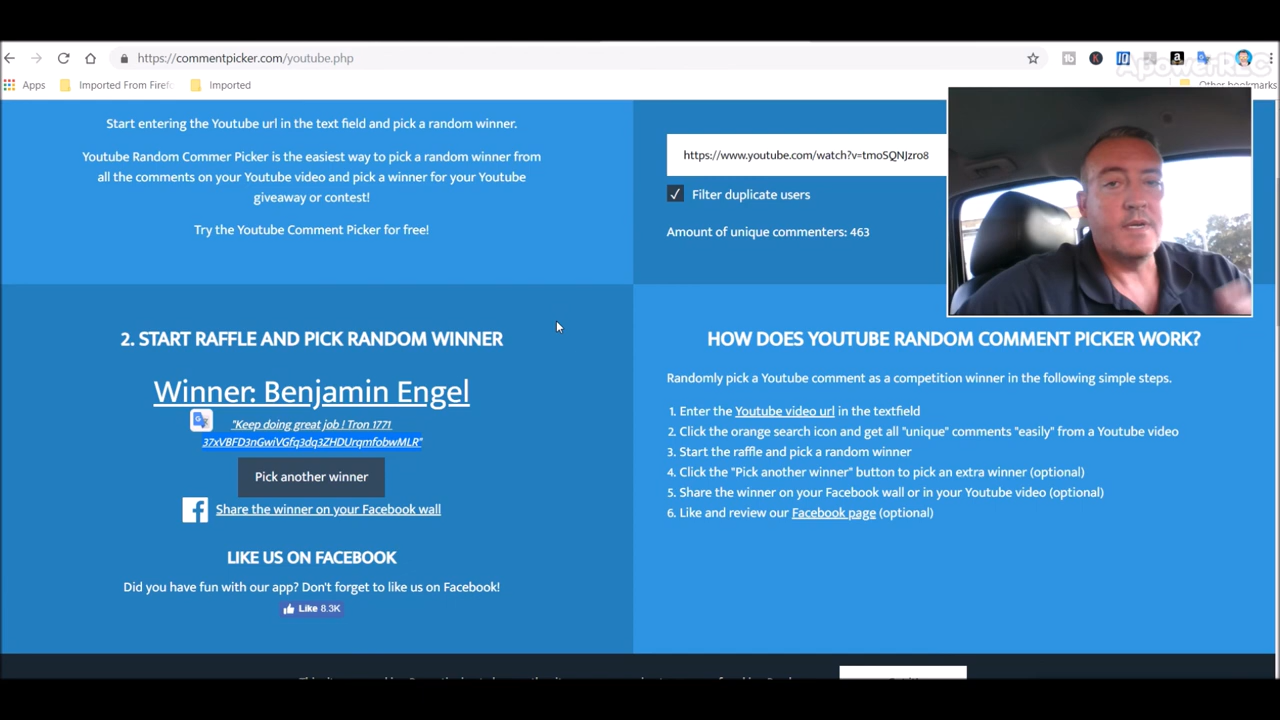 https://commentpicker.com/youtube.php
ApowerREC
Apps
Imported From Firef
Imported
Other bookmarks
Start entering the Youtube url in the text field and pick a random winner.
Youtube Random Commer Picker is the easiest way to pick a random winner from
all the comments on your Youtube video and pick a winner for your Youtube
giveaway or contest!
Try the Youtube Comment Picker for free!
https://www.youtube.com/watch?v=tmoSQNJzro8
Filter duplicate users
Amount of unique commenters: 463
2. START RAFFLE AND PICK RANDOM WINNER
Winner: Benjamin Engel
"Keep doing great job ! Tron 1771
37xVBFD3nGwiVGfq3dq3ZHDUrqmfobwMLR"
Pick another winner
Share the winner on your Facebook wall
LIKE US ON FACEBOOK
Did you have fun with our app? Don't forget to like us on Facebook!
Like 8.3K
HOW DOES YOUTUBE RANDOM COMMENT PICKER WORK?
Randomly pick a Youtube comment as a competition winner in the following simple steps.
1. Enter the Youtube video url in the textfield
2. Click the orange search icon and get all "unique" comments "easily" from a Youtube video
3. Start the raffle and pick a random winner
4. Click the "Pick another winner" button to pick an extra winner (optional)
5. Share the winner on your Facebook wall or in your Youtube video (optional)
6. Like and review our Facebook page (optional)